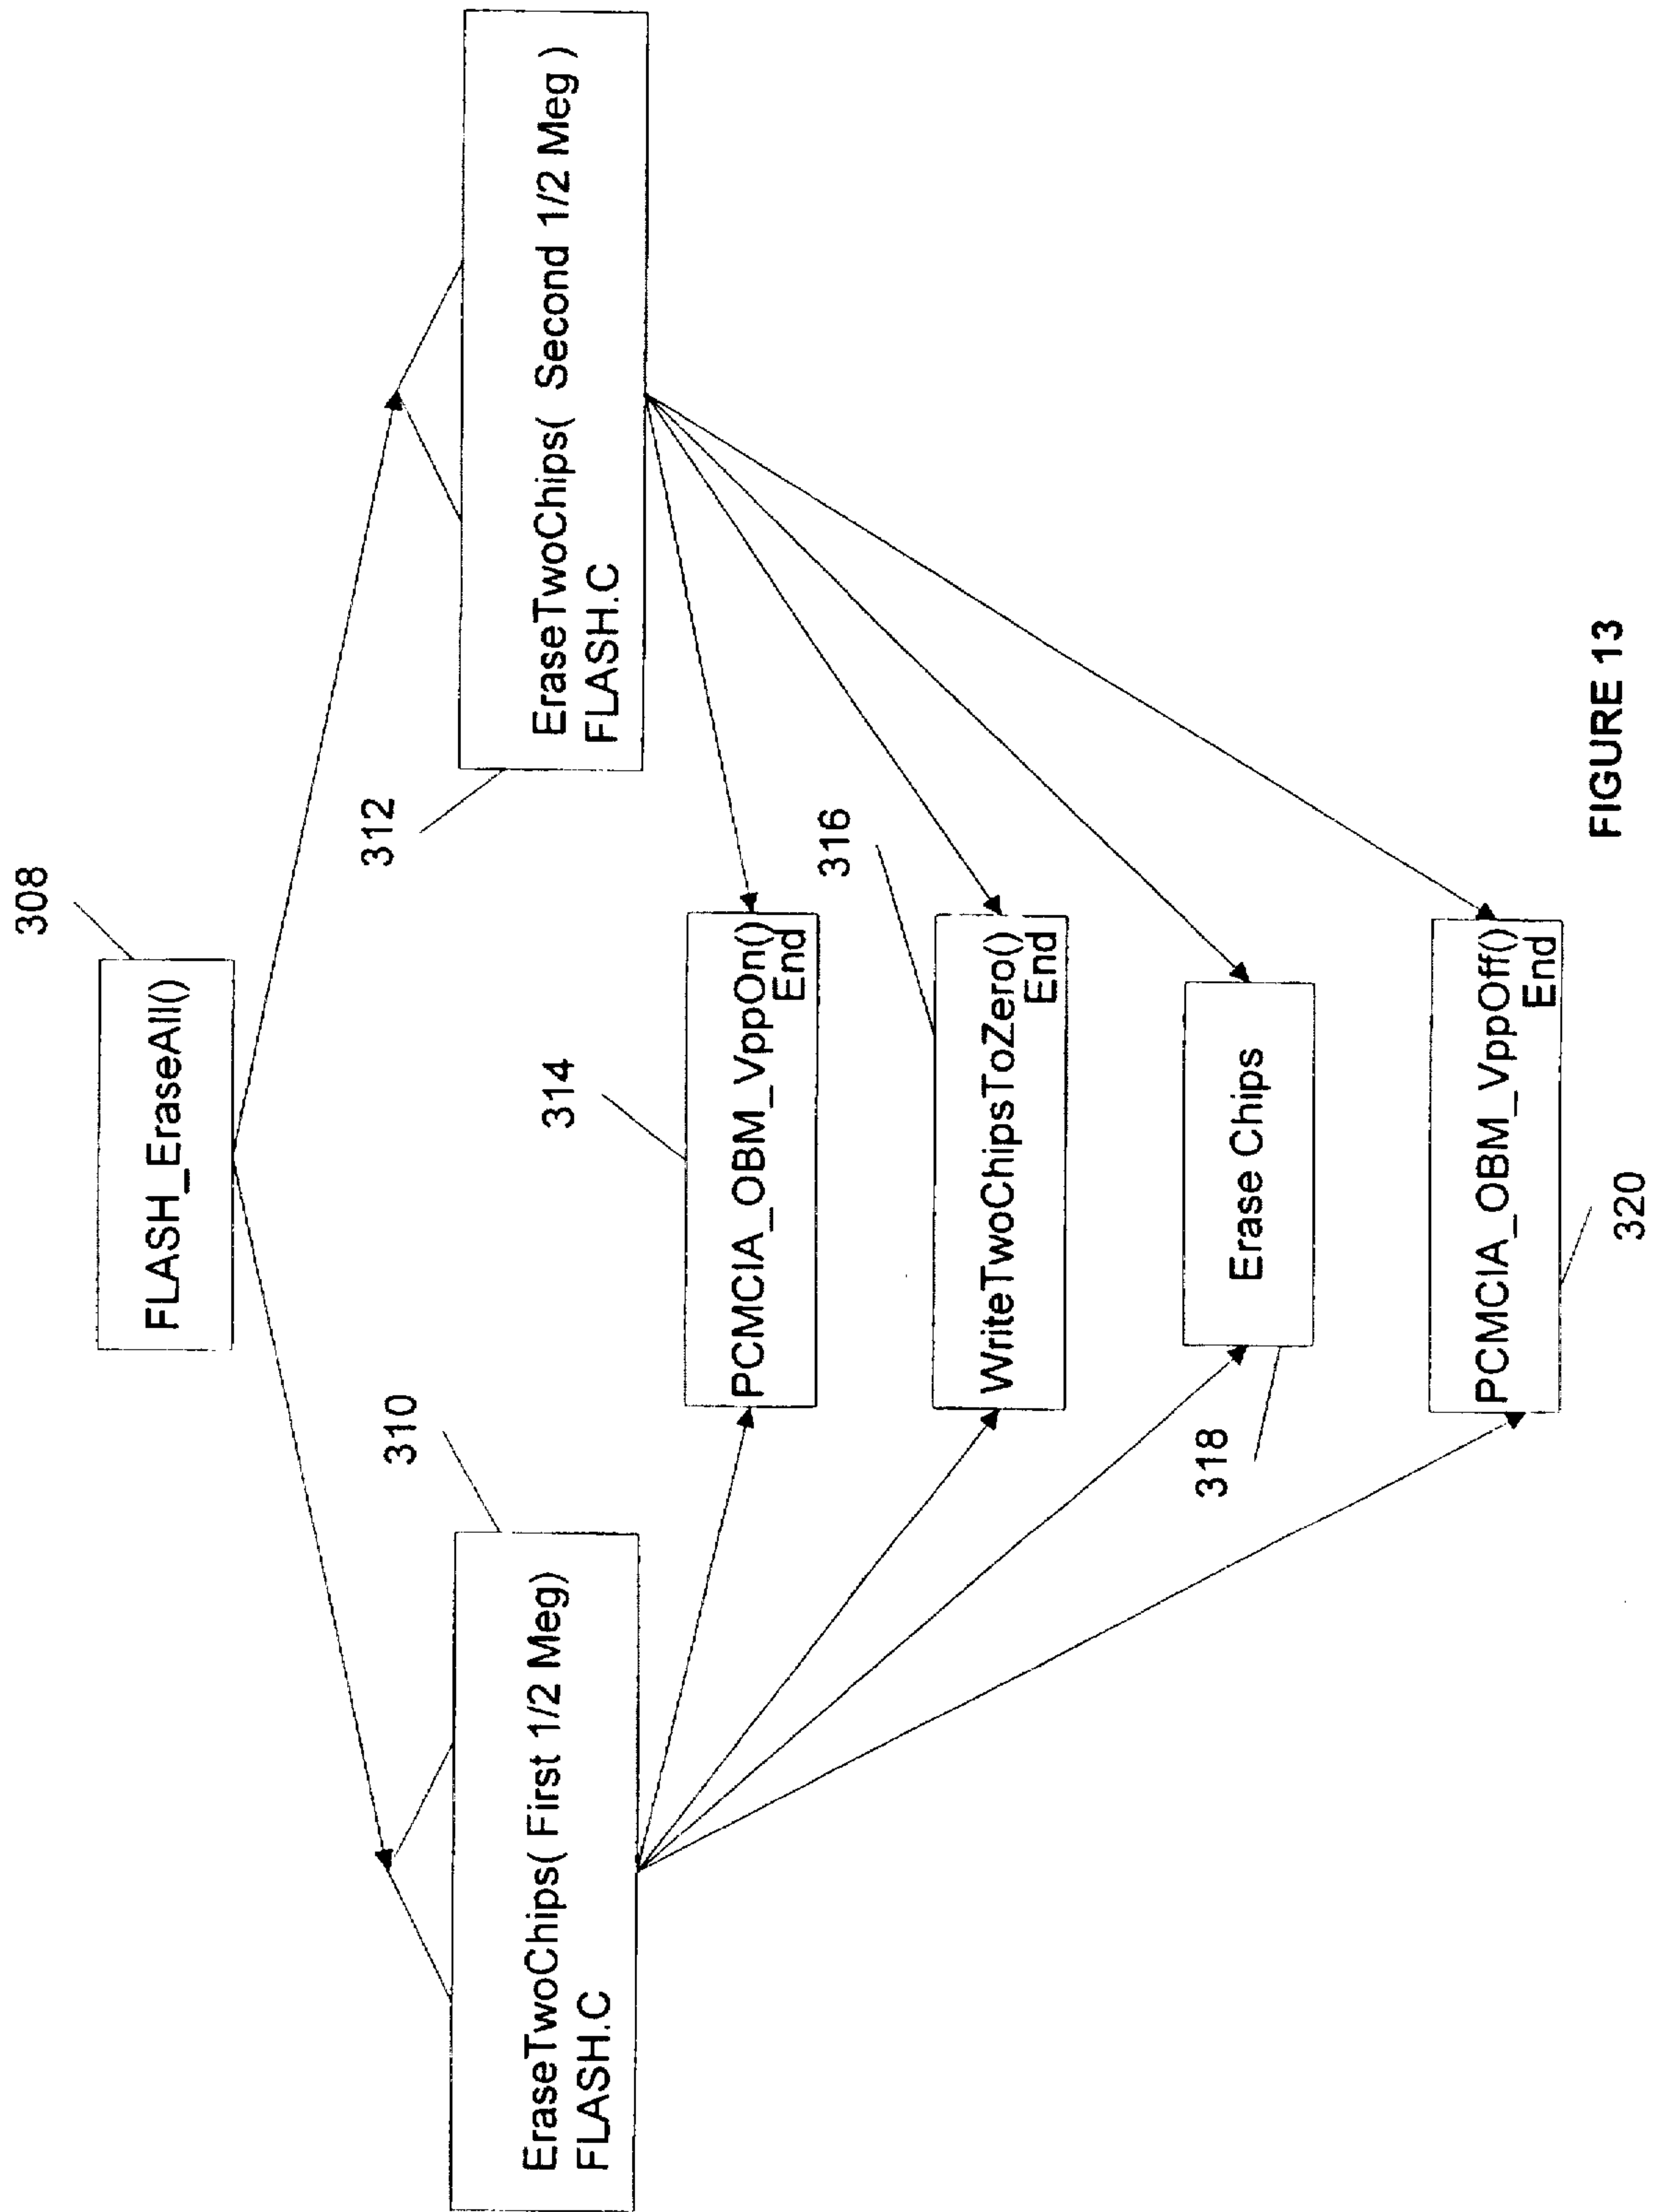 308
FLASH_EraseAll()
310
EraseTwoChips( First 1/2 Meg)
FLASH.C
312
EraseTwoChips(  Second 1/2 Meg )
FLASH.C
314
PCMCIA_OBM_VppOn()
End
316
WriteTwoChipsToZero()
End
318
Erase Chips
PCMCIA_OBM_VppOff()
End
320
FIGURE 13